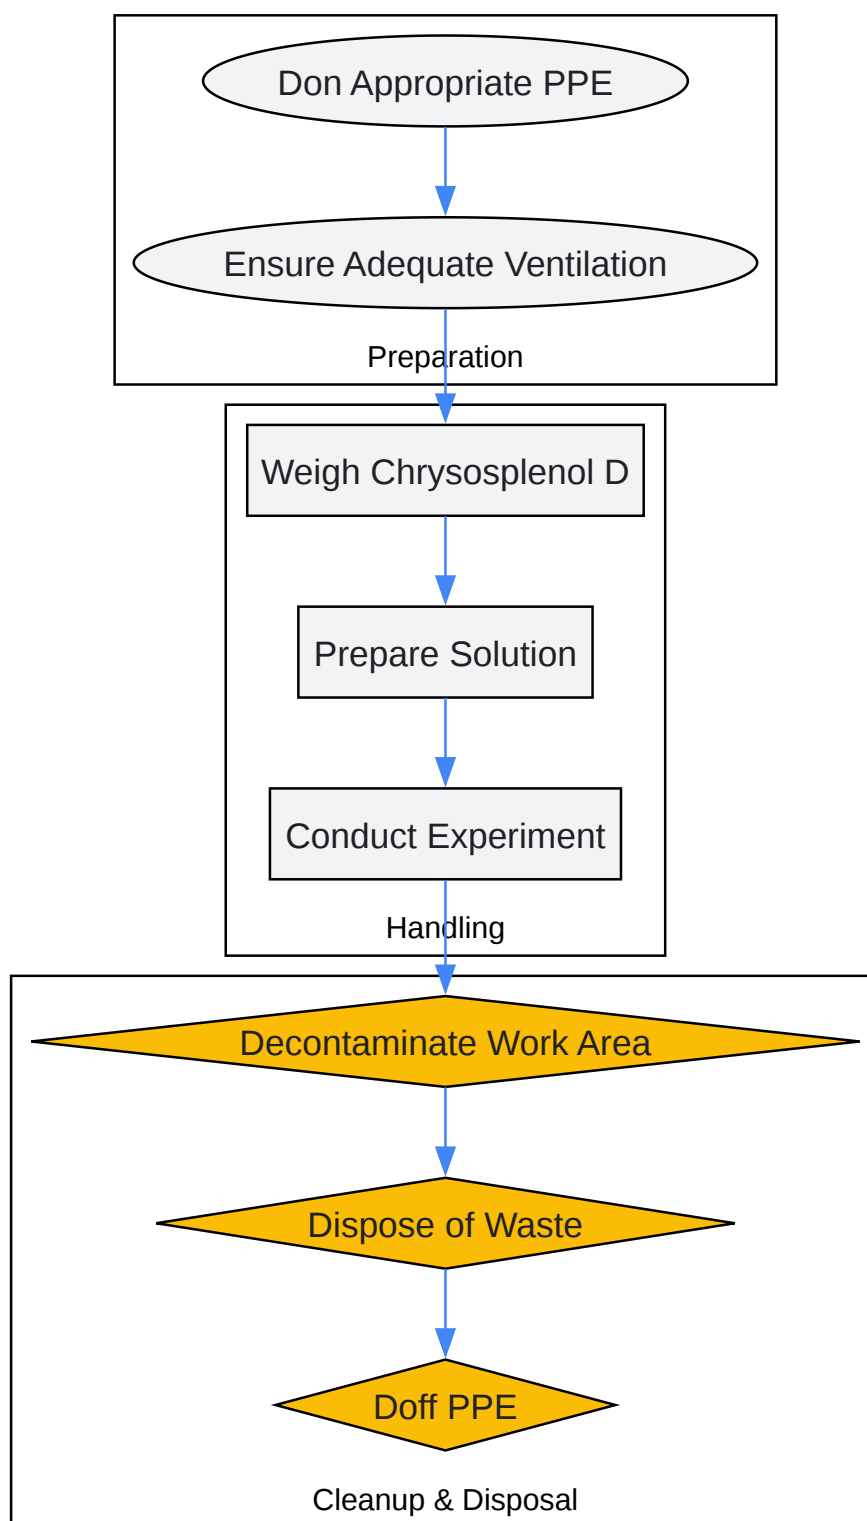 Don Appropriate PPE
Ensure Adequate Ventilation
Preparation
Weigh Chrysosplenol D
Prepare Solution
Conduct Experiment
Handling
Decontaminate Work Area
Dispose of Waste
Doff PPE
Cleanup & Disposal